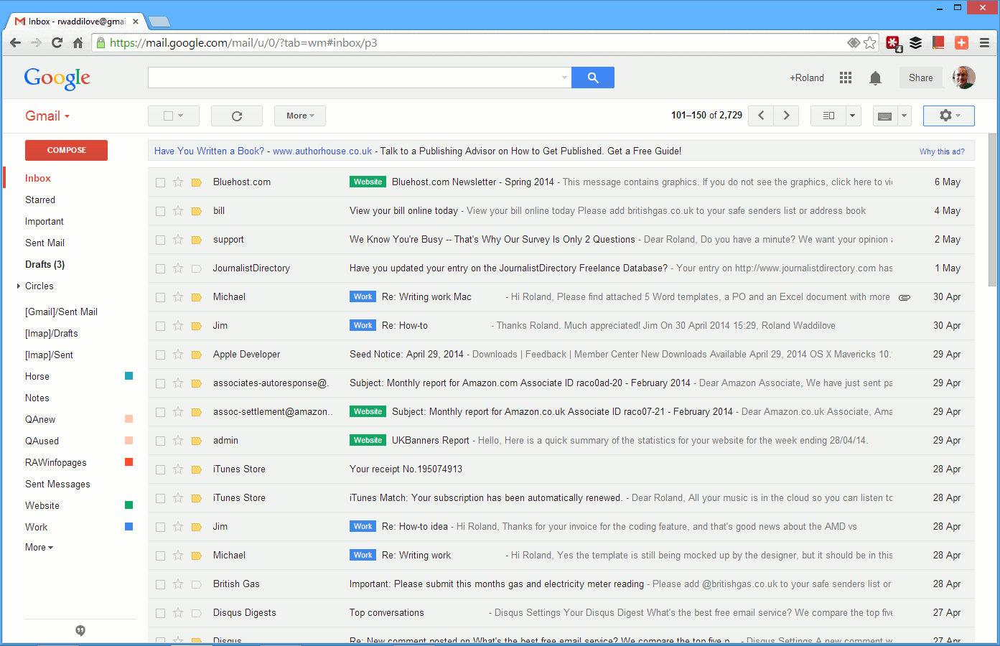 Inbox - rwaddilove@gmai
https://mail.google.com/mail/u/0/?tab=wm#inbox/p3
4
Google
+Roland
Share
Gmail
More
101–150 of 2,729
COMPOSE
Inbox
Starred
Important
Sent Mail
Drafts (3)
Circles
[Gmail]/Sent Mail
[Imap]/Drafts
[Imap]/Sent
Horse
Notes
QAnew
QAused
RAWinfopages
Sent Messages
Website
Work
More
Have You Written a Book? - www.authorhouse.co.uk - Talk to a Publishing Advisor on How to Get Published. Get a Free Guide! Why this ad?
Bluehost.com Website Bluehost.com Newsletter - Spring 2014 - This message contains graphics. If you do not see the graphics, click here to vi 6 May
bill View your bill online today - View your bill online today Please add britishgas.co.uk to your safe senders list or address book 4 May
support We Know You're Busy -- That's Why Our Survey Is Only 2 Questions - Dear Roland, Do you have a minute? We want your opinion a 2 May
JournalistDirectory Have you updated your entry on the JournalistDirectory Freelance Database? - Your entry on http://www.journalistdirectory.com has 1 May
Michael Work Re: Writing work Mac - Hi Roland, Please find attached 5 Word templates, a PO and an Excel document with more 30 Apr
Jim Work Re: How-to - Thanks Roland. Much appreciated! Jim On 30 April 2014 15:29, Roland Waddilove 30 Apr
Apple Developer Seed Notice: April 29, 2014 - Downloads | Feedback | Member Center New Downloads Available April 29, 2014 OS X Mavericks 10. 29 Apr
associates-autoresponse@. Subject: Monthly report for Amazon.com Associate ID raco0ad-20 - February 2014 - Dear Amazon Associate, We have just sent pa 29 Apr
assoc-settlement@amazon.. Website Subject: Monthly report for Amazon.co.uk Associate ID raco07-21 - February 2014 - Dear Amazon.co.uk Associate, Ama 29 Apr
admin Website UKBanners Report - Hello, Here is a quick summary of the statistics for your website for the week ending 28/04/14. 29 Apr
iTunes Store Your receipt No.195074913 28 Apr
iTunes Store iTunes Match: Your subscription has been automatically renewed. - Dear Roland, All your music is in the cloud so you can listen to 28 Apr
Jim Work Re: How-to idea - Hi Roland, Thanks for your invoice for the coding feature, and that's good news about the AMD vs 28 Apr
Michael Work Re: Writing work - Hi Roland, Yes the template is still being mocked up by the designer, but it should be in this 28 Apr
British Gas Important: Please submit this months gas and electricity meter reading - Please add @britishgas.co.uk to your safe senders list or 28 Apr
Disqus Digests Top conversations - Disqus Settings Your Disqus Digest What's the best free email service? We compare the top five 27 Apr
Disqus Re: New comment posted on What's the best free email service? We compare the top five p... - Disqus Settings A new comment w 27 Apr